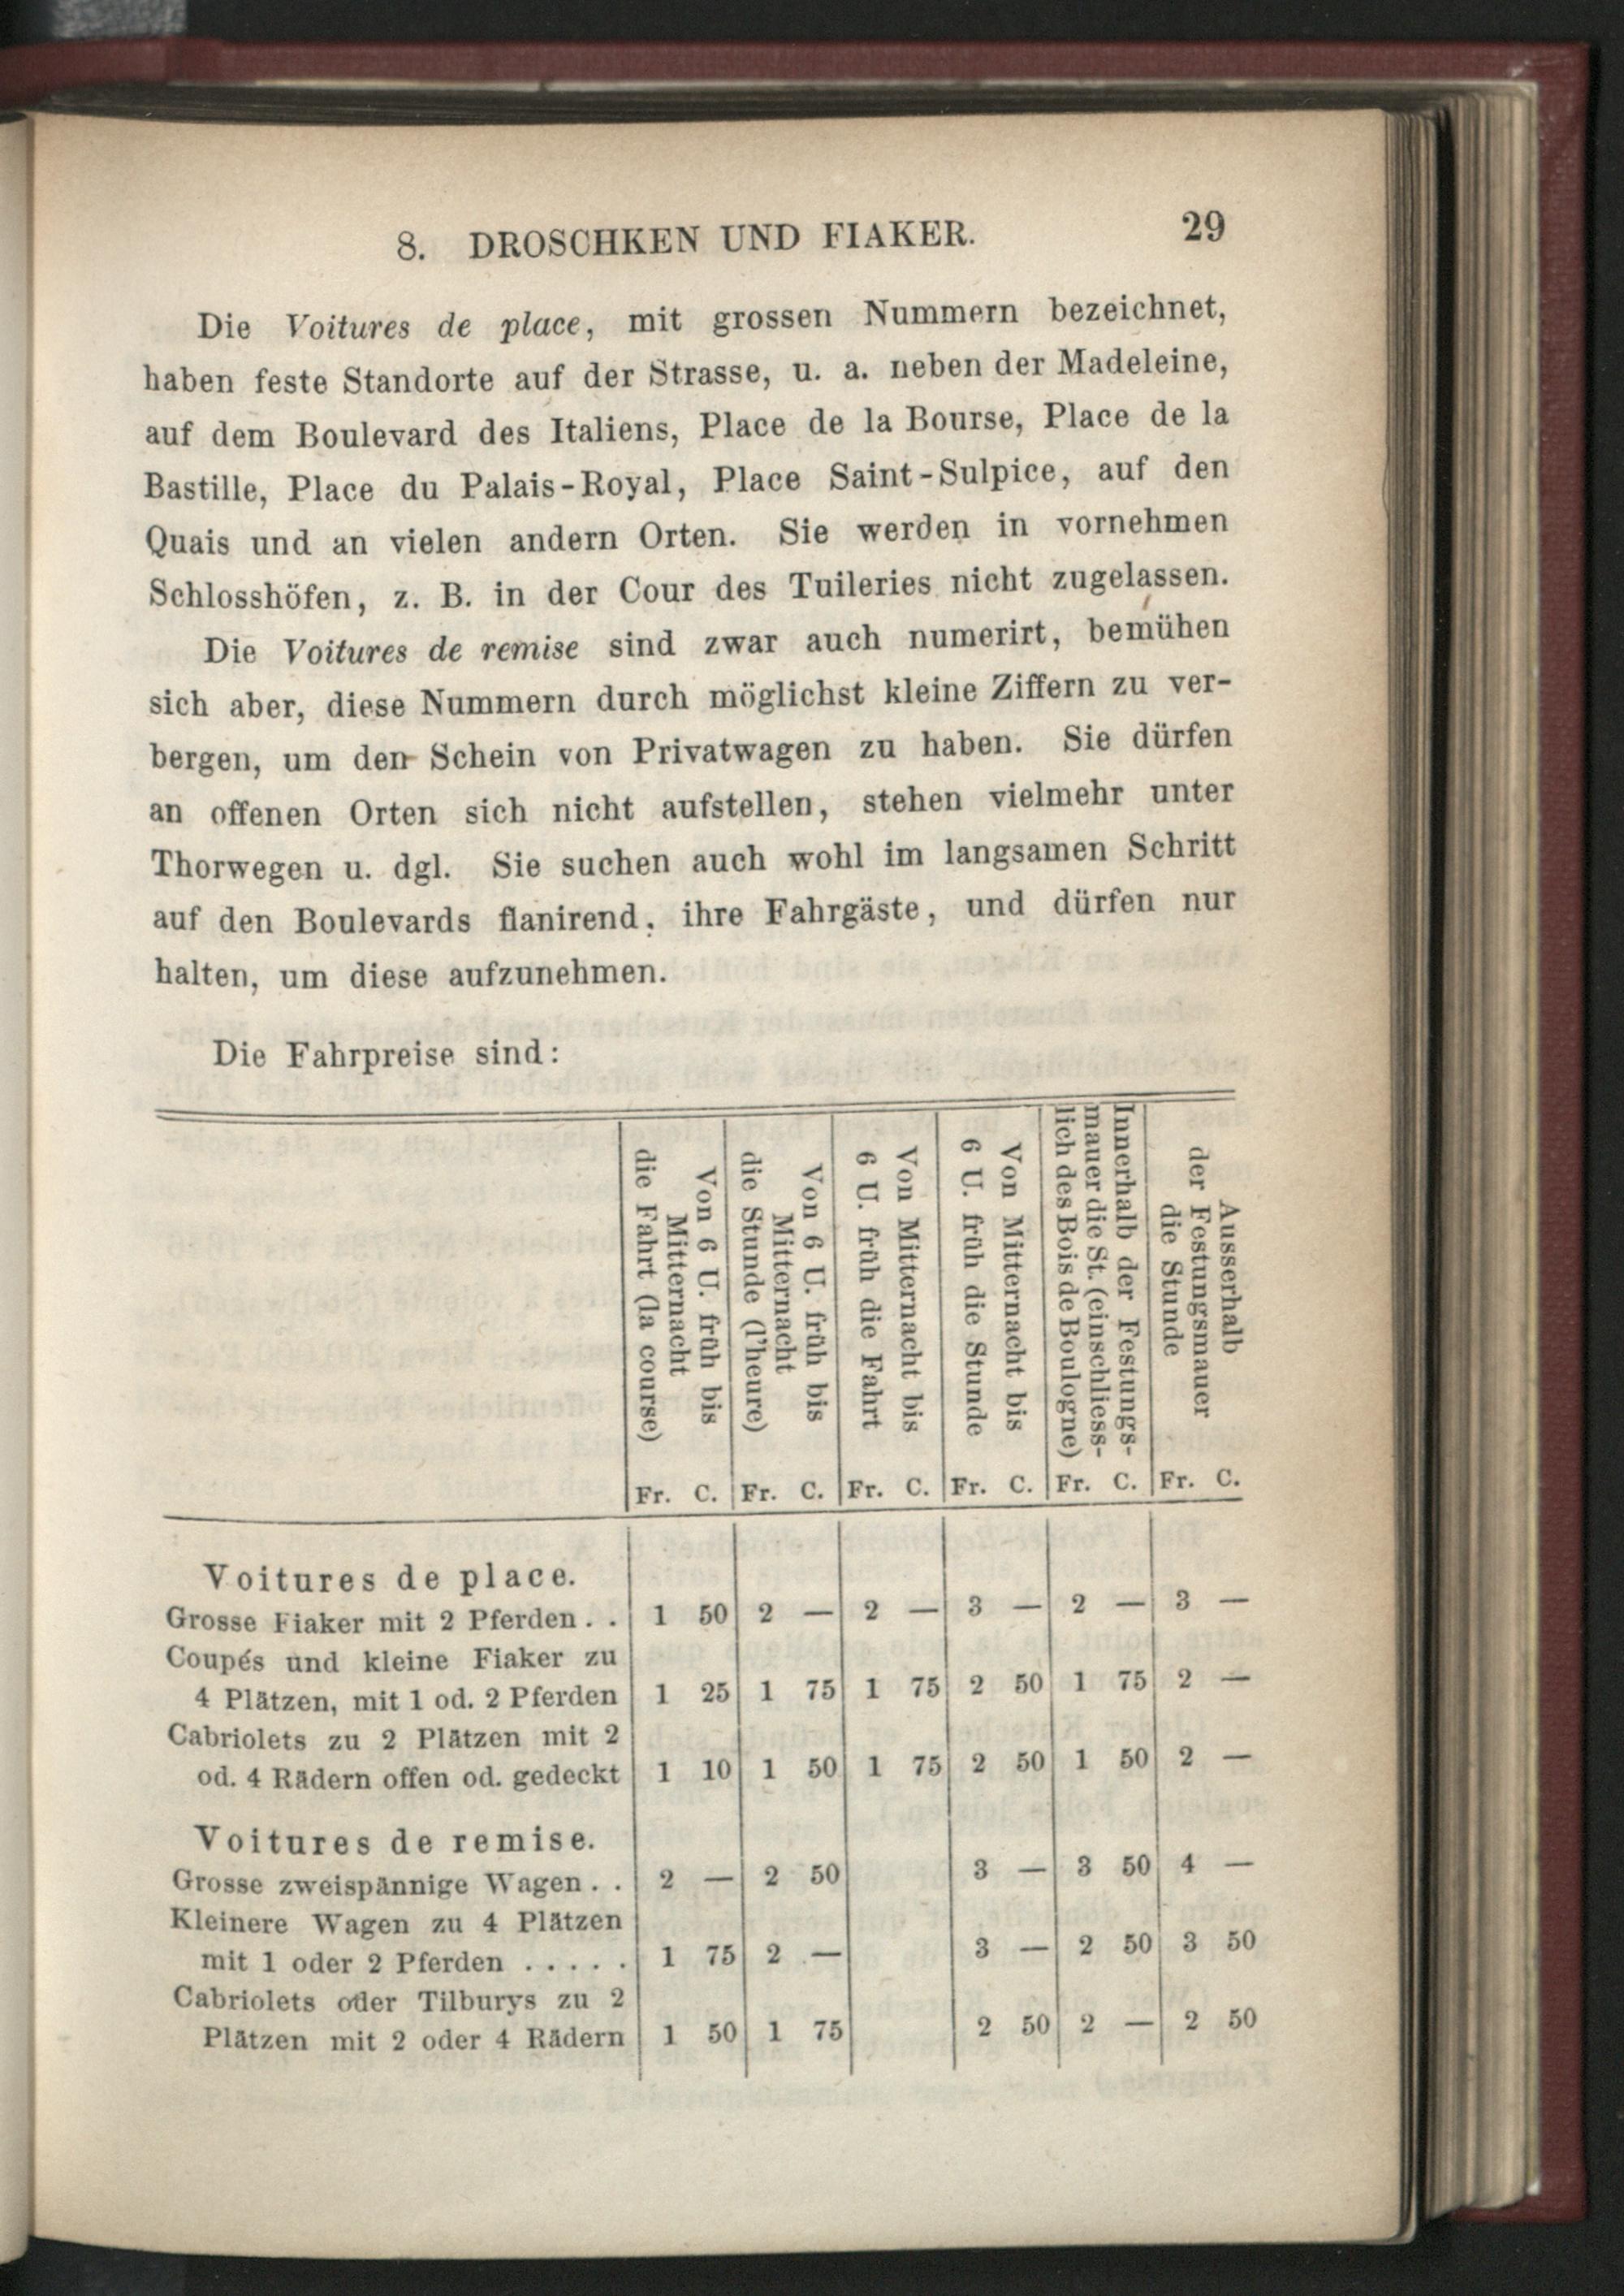 8. DROSCHKEN UND FIAKER. 29
Die Voitures de place, mit grossen Nummern bezeichnet,
haben feste Standorte auf der Strasse, u. a. neben der Madeleine,
auf dem Boulevard des Italiens, Place de la Bourse, Place de la
Bastille, Place du Palais-Royal, Place Saint-Sulpice, auf den
Quais und an vielen andern Orten. Sie werden in vornehmen
Schlosshöfen, z. B. in der Cour des Tuileries nicht zugelassen.
Die Voitures de remise sind zwar auch numerirt, bemühen
sich aber, diese Nummern durch möglichst kleine Ziffern zu ver-
bergen, um den Schein von Privatwagen zu haben. Sie dürfen
an offenen Orten sich nicht aufstellen, stehen vielmehr unter
Thorwegen u. dgl. Sie suchen auch wohl im langsamen Schritt
auf den Boulevards flanirend, ihre Fahrgäste, und dürfen nur
halten, um diese aufzunehmen.
Die Fahrpreise sind:
Von 6 U. früh bis
Mitternacht
die Fahrt (la course)
Von 6 U. früh bis
Mitternacht
die Stunde (l'heure)
Von Mitternacht bis
6 U. früh die Fahrt
Von Mitternacht bis
6 U. früh die Stunde
Innerhalb der Festungs-
mauer die St. (einschliess-
lich des Bois de Boulogne)
Ausserhalb
der Festungsmauer
die Stunde
Fr. C. Fr. C. Fr. C. Fr. C. Fr. C. Fr. C.
Voitures de place.
Grosse Fiaker mit 2 Pferden . . 1 50 2 — 2 — 3 — 2 — 3 —
Coupés und kleine Fiaker zu
4 Plätzen, mit 1 od. 2 Pferden 1 25 1 75 1 75 2 50 1 75 2 —
Cabriolets zu 2 Plätzen mit 2
od. 4 Rädern offen od. gedeckt 1 10 1 50 1 75 2 50 1 50 2 —
Voitures de remise.
Grosse zweispännige Wagen . . 2 — 2 50 3 — 3 50 4 —
Kleinere Wagen zu 4 Plätzen
mit 1 oder 2 Pferden . . . . . 1 75 2 — 3 — 2 50 3 50
Cabriolets oder Tilburys zu 2
Plätzen mit 2 oder 4 Rädern 1 50 1 75 2 50 2 — 2 50